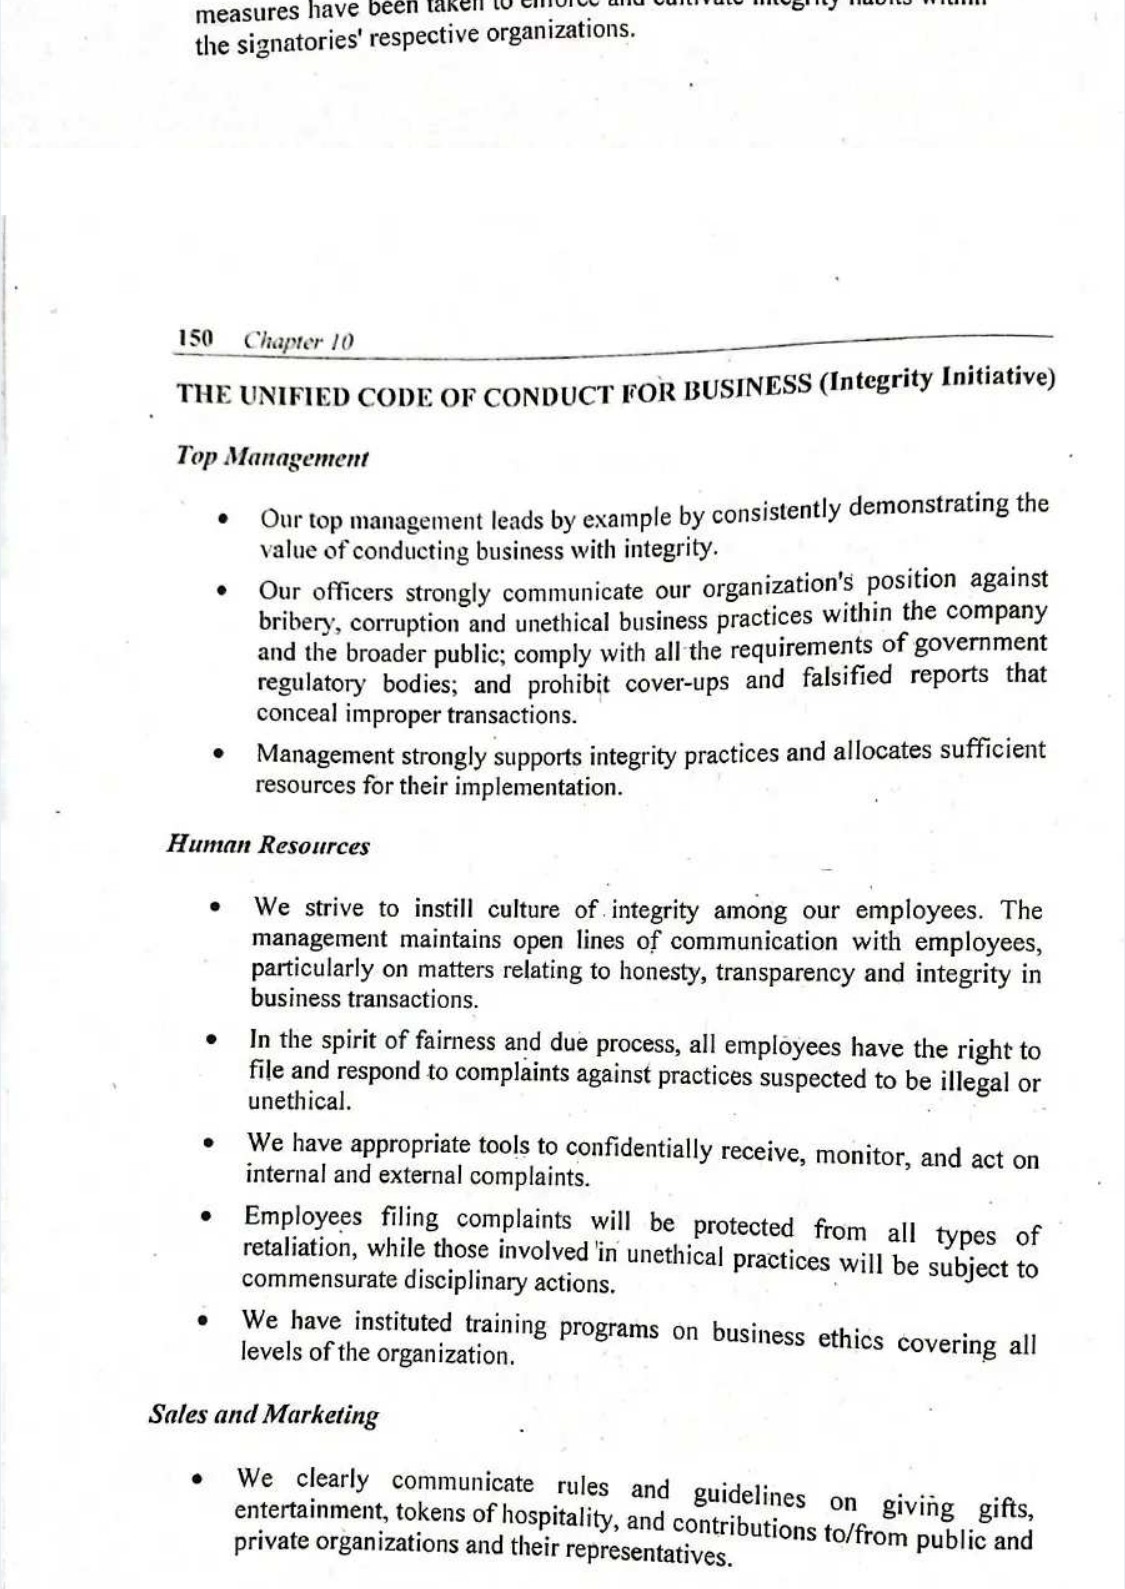 measures have been taken to enforce and cultivate integrity habits within
the signatories' respective organizations.
150 Chapter 10
THE UNIFIED CODE OF CONDUCT FOR BUSINESS (Integrity Initiative)
Top Management
• Our top management leads by example by consistently demonstrating the
value of conducting business with integrity.
• Our officers strongly communicate our organization's position against
bribery, corruption and unethical business practices within the company
and the broader public; comply with all the requirements of government
regulatory bodies; and prohibit cover-ups and falsified reports that
conceal improper transactions.
• Management strongly supports integrity practices and allocates sufficient
resources for their implementation.
Human Resources
• We strive to instill culture of integrity among our employees. The
management maintains open lines of communication with employees,
particularly on matters relating to honesty, transparency and integrity in
business transactions.
• In the spirit of fairness and due process, all employees have the right to
file and respond to complaints against practices suspected to be illegal or
unethical.
• We have appropriate tools to confidentially receive, monitor, and act on
internal and external complaints.
• Employees filing complaints will be protected from all types of
retaliation, while those involved in unethical practices will be subject to
commensurate disciplinary actions.
• We have instituted training programs on business ethics covering all
levels of the organization.
Sales and Marketing
• We clearly communicate rules and guidelines on giving gifts,
entertainment, tokens of hospitality, and contributions to/from public and
private organizations and their representatives.